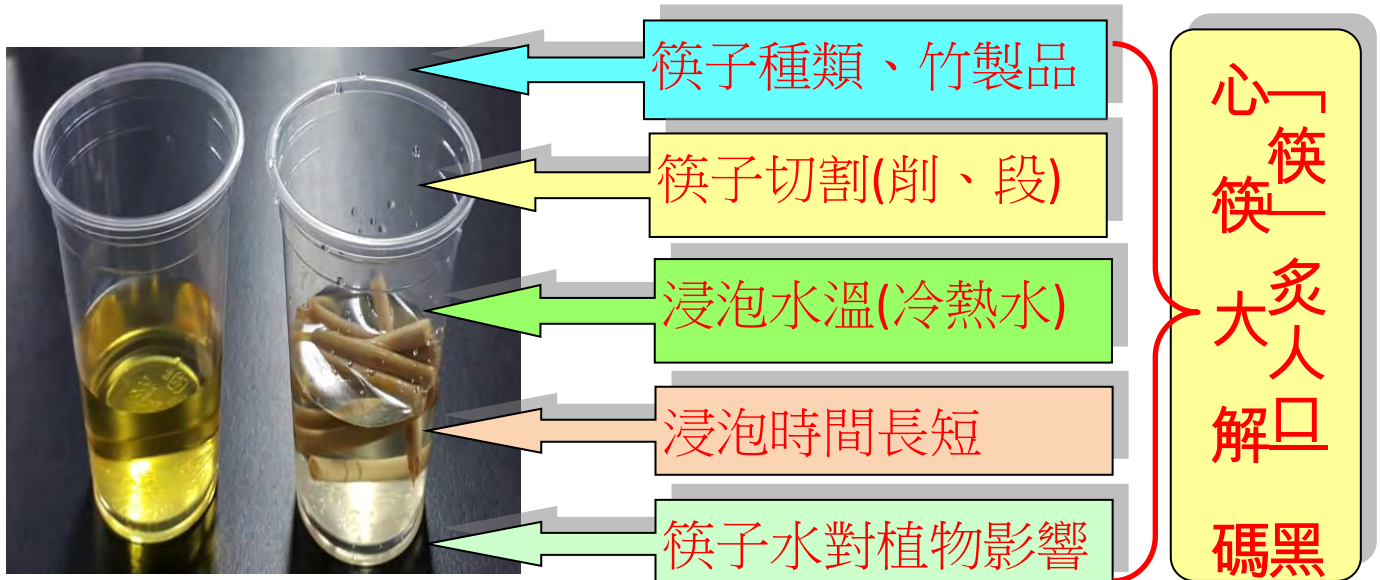 筷子種類、竹製品
筷子切割(削、段)
浸泡水溫(冷熱水)
浸泡時間長短
筷子水對植物影響
「筷」炙人口—黑
心筷大解碼